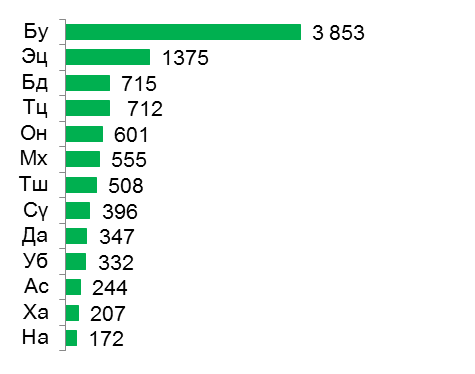 Бу 3 853
Эц 1375
Бд 715
Тц 712
Он 601
Мх 555
Тш 508
Сү 396
Да 347
Уб 332
Ас 244
Ха 207
На 172